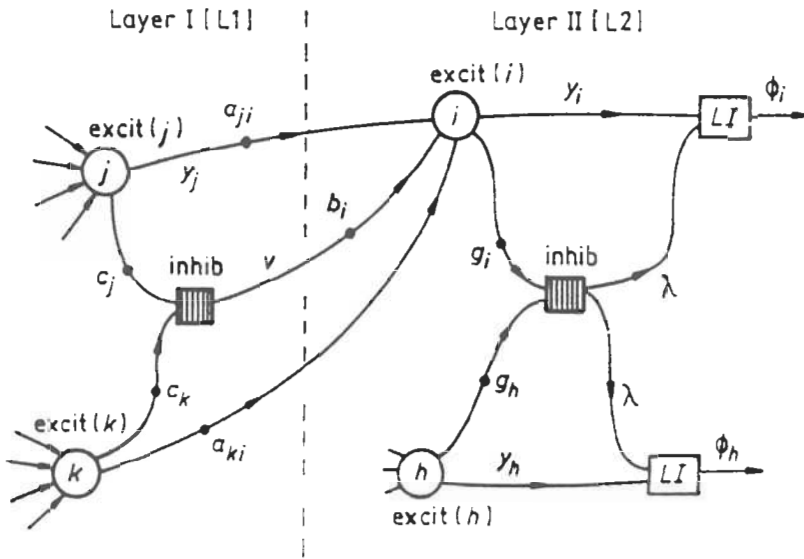 Layer I [L1]
Layer II [L2]
excit(i)
a_ji
y_i
ϕ_i
excit(j)
i
LI
j
y_j
b_i
c_j
inhib
v
g_i
inhib
λ
c_k
g_h
λ
excit(k)
a_ki
ϕ_h
k
h
y_h
LI
excit(h)